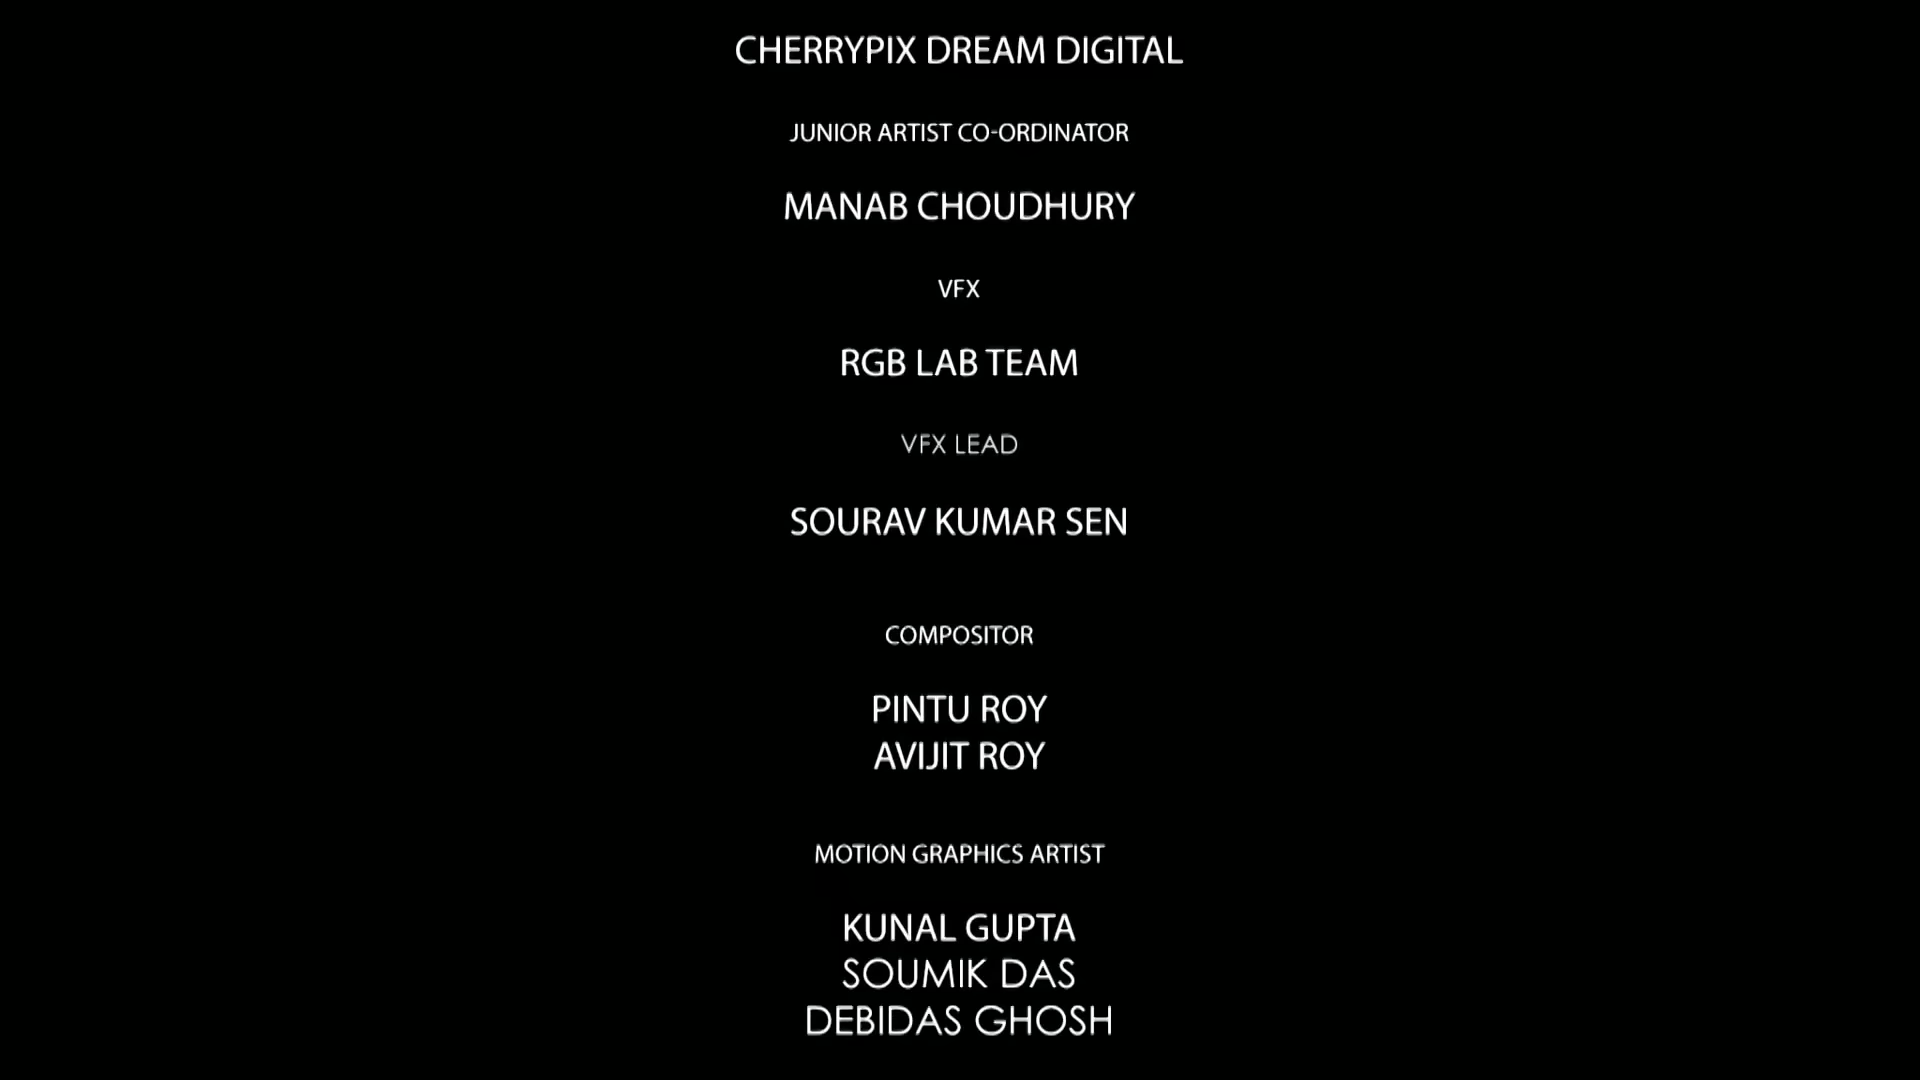 CHERRYPIX DREAM DIGITAL
JUNIOR ARTIST CO-ORDINATOR
MANAB CHOUDHURY
VFX
RGB LAB TEAM
VFX LEAD
SOURAV KUMAR SEN
COMPOSITOR
PINTU ROY
AVIJIT ROY
MOTION GRAPHICS ARTIST
KUNAL GUPTA
SOUMIK DAS
DEBIDAS GHOSH